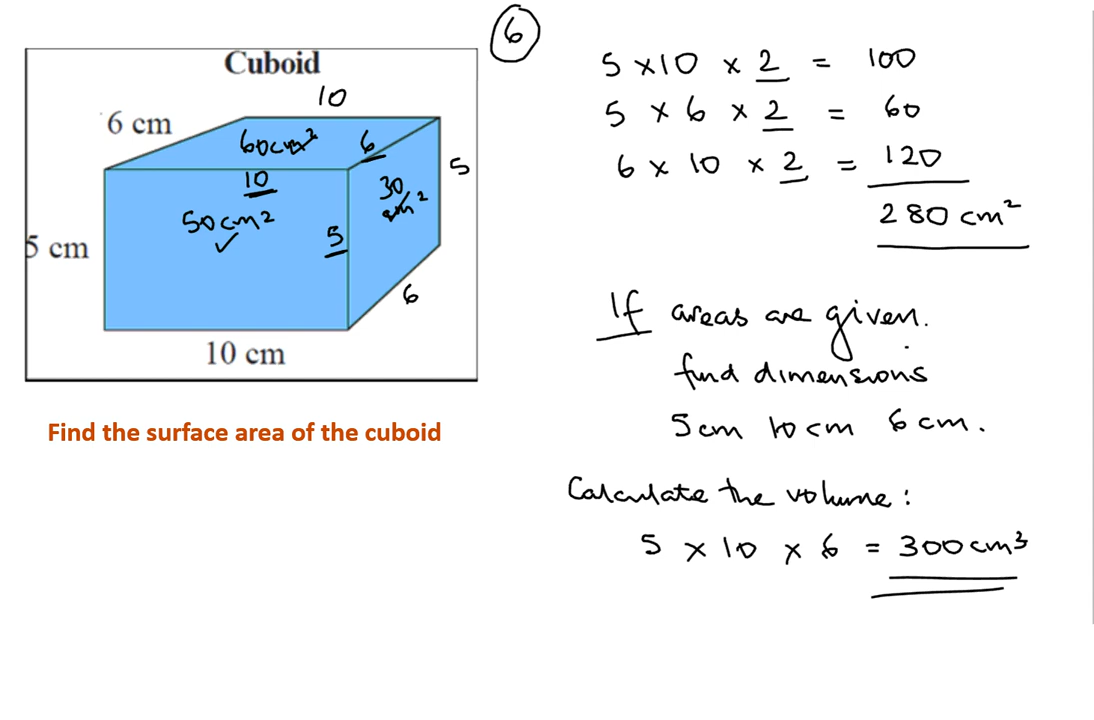 6
Cuboid
10
6 cm
60cm²
6
5
10
30
cm²
50cm²
5
5 cm
6
10 cm
Find the surface area of the cuboid
5 × 10 × 2 = 100
5 × 6 × 2 = 60
6 × 10 × 2 = 120
280 cm²
If areas are given.
find dimensions
5cm 10cm 6cm.
Calculate the volume:
5 × 10 × 6 = 300cm³